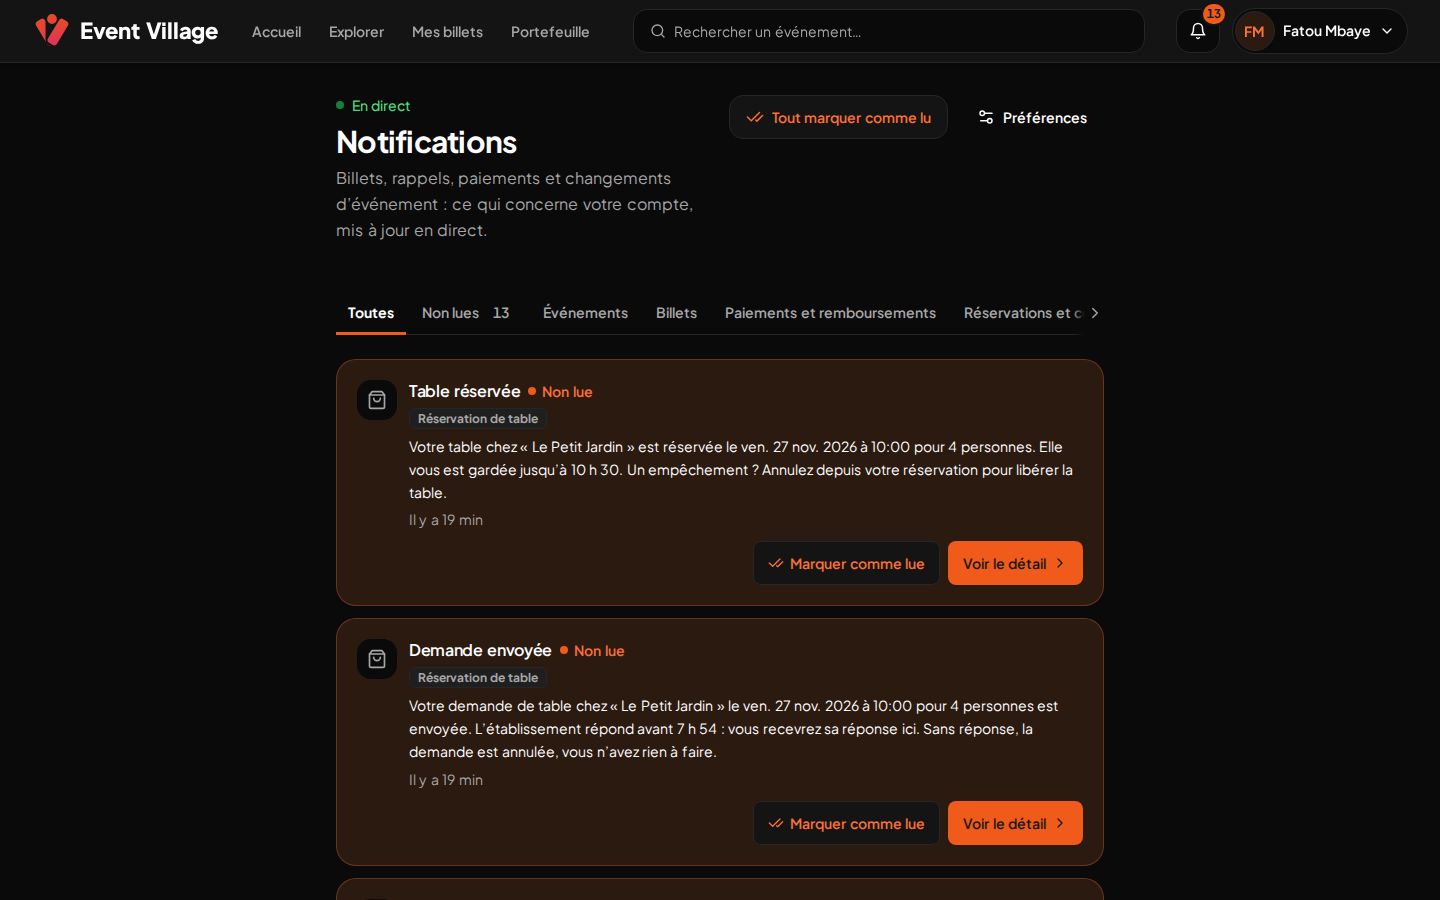 Event Village
Accueil
Explorer
Mes billets
Portefeuille
Rechercher un événement…
13
FM
Fatou Mbaye
En direct
Notifications
Billets, rappels, paiements et changements
d’événement : ce qui concerne votre compte,
mis à jour en direct.
Tout marquer comme lu
Préférences
Toutes
Non lues 13
Événements
Billets
Paiements et remboursements
Réservations et
Table réservée
Non lue
Réservation de table
Votre table chez « Le Petit Jardin » est réservée le ven. 27 nov. 2026 à 10:00 pour 4 personnes. Elle
vous est gardée jusqu’à 10 h 30. Un empêchement ? Annulez depuis votre réservation pour libérer la
table.
Il y a 19 min
Marquer comme lue
Voir le détail
Demande envoyée
Non lue
Réservation de table
Votre demande de table chez « Le Petit Jardin » le ven. 27 nov. 2026 à 10:00 pour 4 personnes est
envoyée. L’établissement répond avant 7 h 54 : vous recevrez sa réponse ici. Sans réponse, la
demande est annulée, vous n’avez rien à faire.
Il y a 19 min
Marquer comme lue
Voir le détail